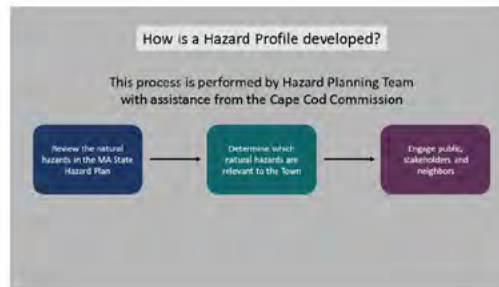 How is a Hazard Profile developed?
This process is performed by Hazard Planning Team
with assistance from the Cape Cod Commission
Review the natural
hazards in the MA State
Hazard Plan
Determine which
natural hazards are
relevant to the Town
Engage public,
stakeholders and
neighbors